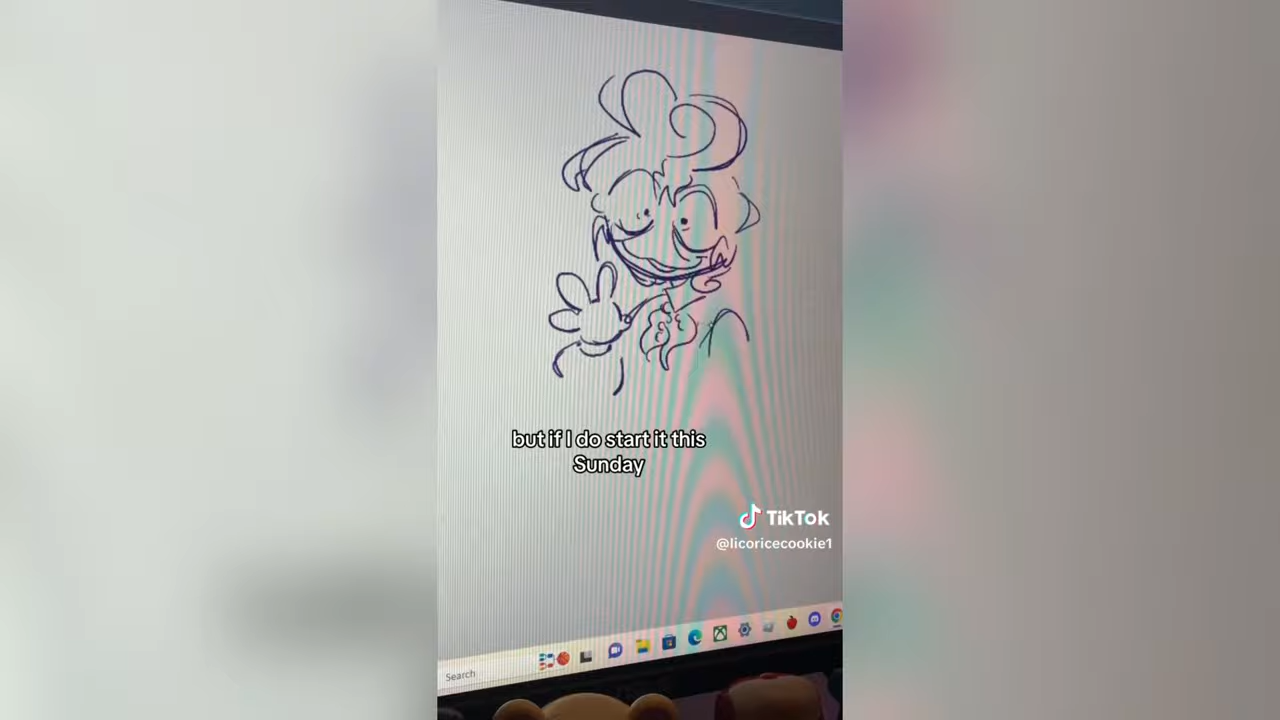 but if I do start it this
Sunday
TikTok
@licoricecookie1
Search